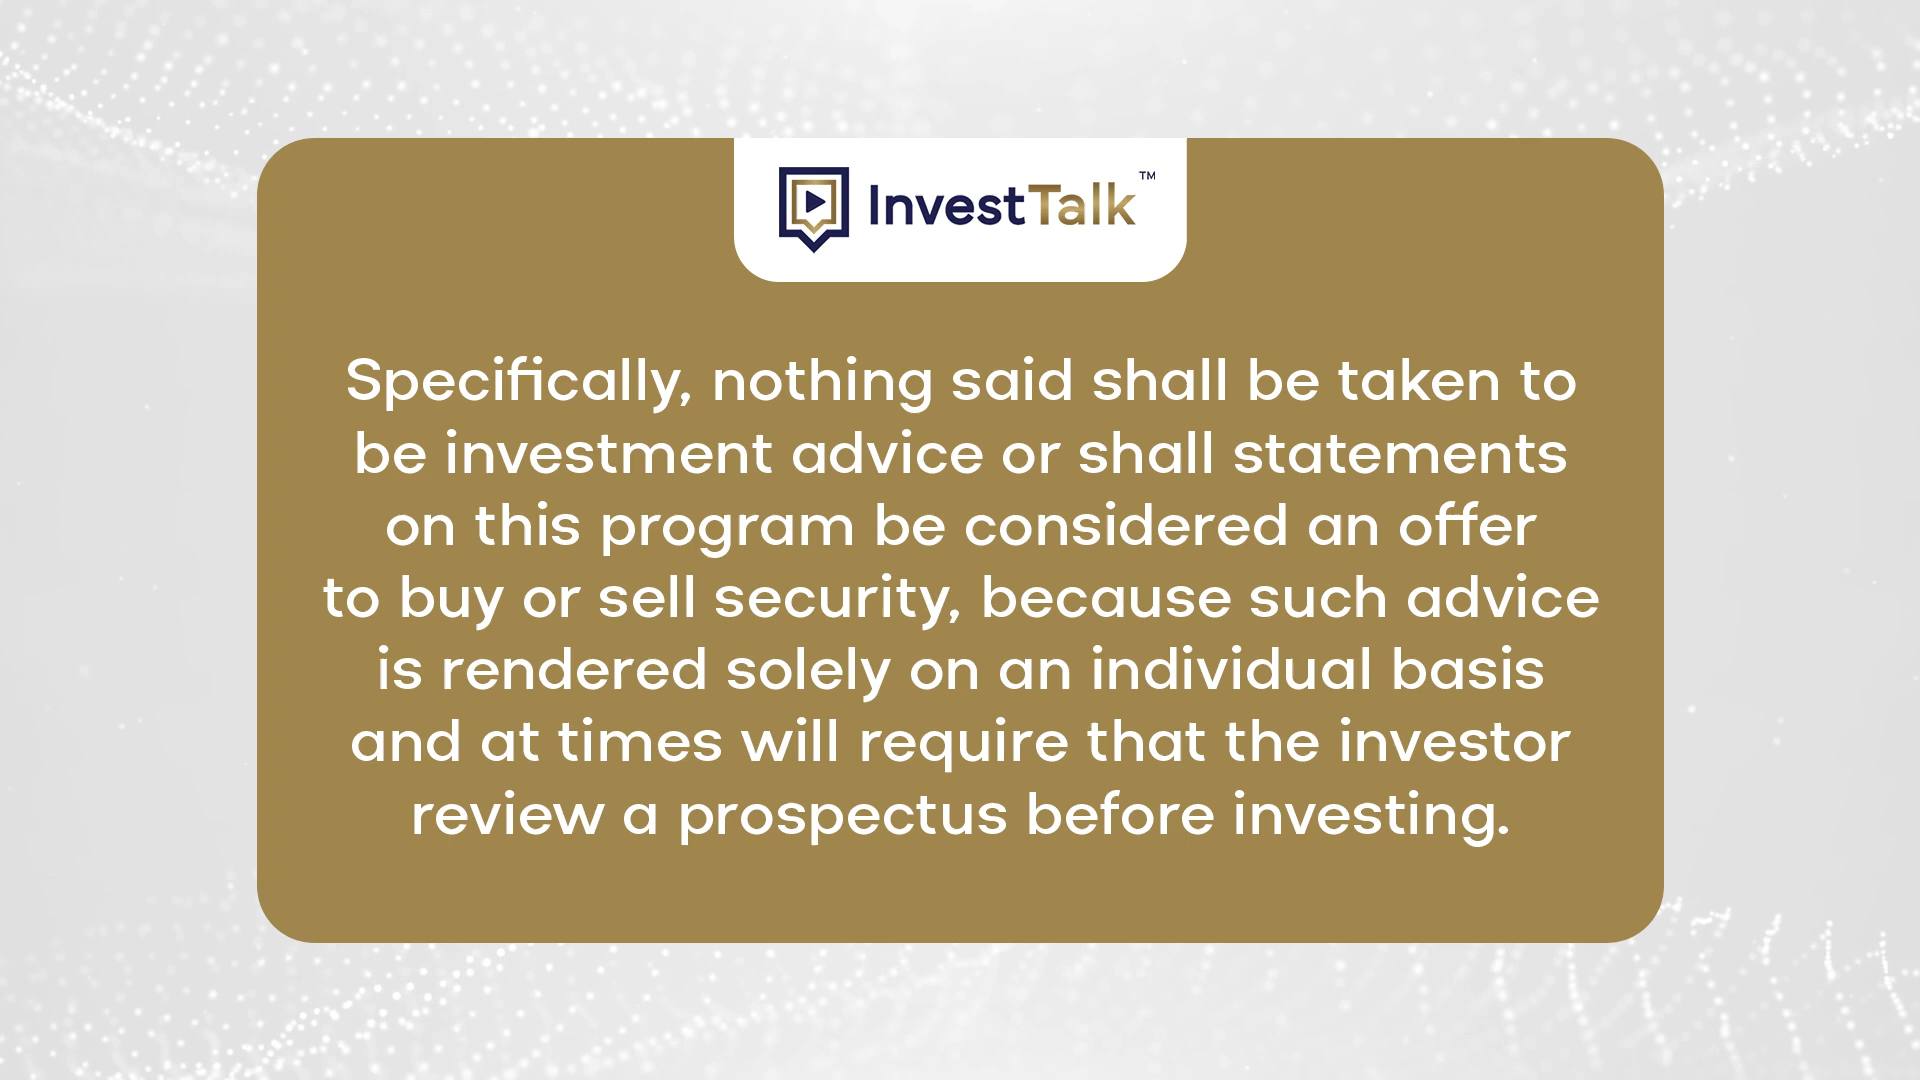 InvestTalk™
Specifically, nothing said shall be taken to
be investment advice or shall statements
on this program be considered an offer
to buy or sell security, because such advice
is rendered solely on an individual basis
and at times will require that the investor
review a prospectus before investing.